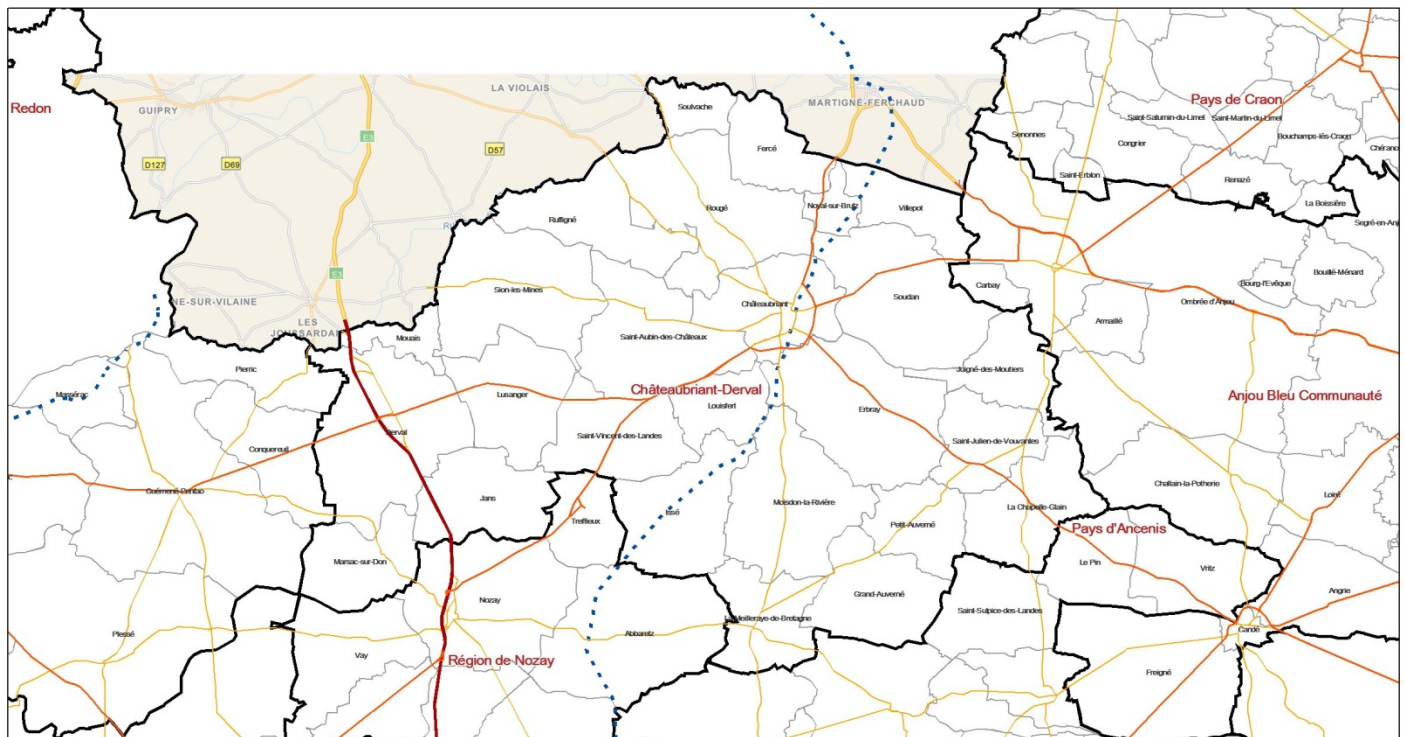 Redon
GUIPRY
LA VIOLAIS
E3
D127
D69
D57
Soulvache
MARTIGNÉ-FERCHAUD
Pays de Craon
Senonnes
Saint-Saturnin-du-Limet
Saint-Martin-du-Limet
Congrier
Bouchamps-lès-Craon
Chéranc
Fercé
Saint-Erblon
Renazé
La Boissière
Rougé
Noyal-sur-Brutz
Villepot
Ruffigné
Segré-en-Anj
E3
NE-SUR-VILAINE
LES
JOUSSARDAI
Mouais
Sion-les-Mines
Châteaubriant
Soudan
Carbay
Bouillé-Ménard
Bourg-l'Evêque
Ombrée d'Anjou
Armaillé
Saint-Aubin-des-Châteaux
Pierric
Massérac
Lusanger
Châteaubriant-Derval
Louisfert
Juigné-des-Moutiers
Erbray
Anjou Bleu Communauté
Derval
Conquereuil
Saint-Vincent-des-Landes
Saint-Julien-de-Vouvantes
Guémené-Penfao
Jans
Treffieux
Issé
Moisdon-la-Rivière
La Chapelle-Glain
Challain-la-Potherie
Loiré
Petit-Auverné
Pays d'Ancenis
Marsac-sur-Don
Le Pin
Vritz
Nozay
Grand-Auverné
Angrie
Saint-Sulpice-des-Landes
Plessé
Abbaretz
La Meilleraye-de-Bretagne
Candé
Vay
Région de Nozay
Freigné